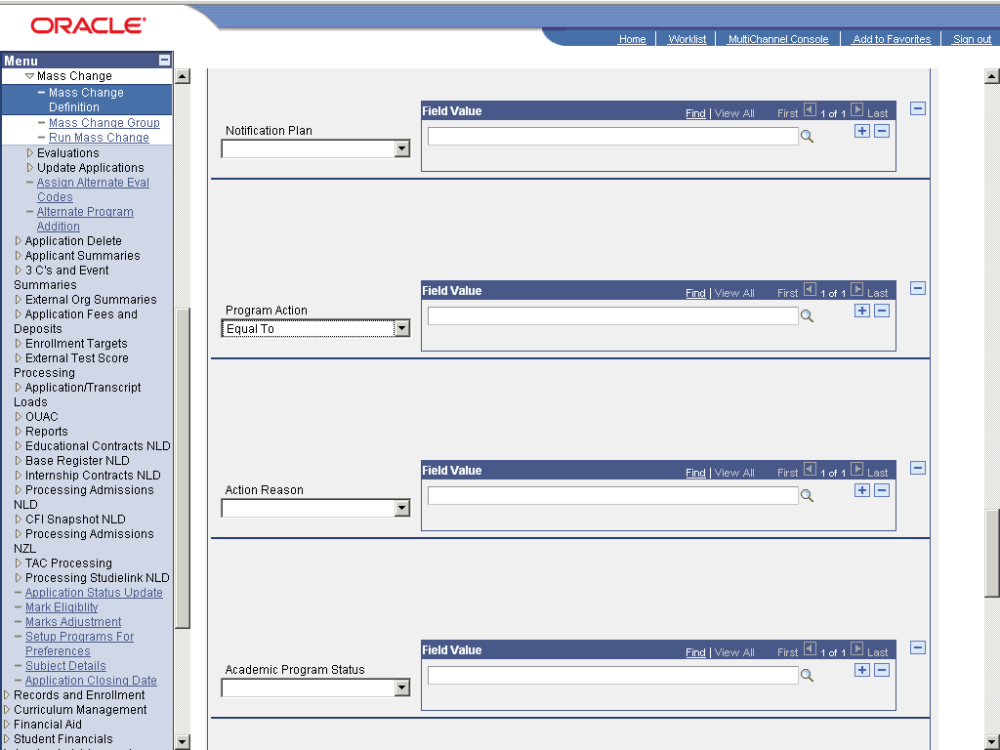 ORACLE
Home
Worklist
MultiChannel Console
Add to Favorites
Sign out
Menu
Mass Change
Mass Change
Definition
Mass Change Group
Run Mass Change
Evaluations
Update Applications
Assign Alternate Eval
Codes
Alternate Program
Addition
Application Delete
Applicant Summaries
3 C's and Event
Summaries
External Org Summaries
Application Fees and
Deposits
Enrollment Targets
External Test Score
Processing
Application/Transcript
Loads
OUAC
Reports
Educational Contracts NLD
Base Register NLD
Internship Contracts NLD
Processing Admissions
NLD
CFI Snapshot NLD
Processing Admissions
NZL
TAC Processing
Processing Studielink NLD
Application Status Update
Mark Eligiblity
Marks Adjustment
Setup Programs For
Preferences
Subject Details
Application Closing Date
Records and Enrollment
Curriculum Management
Financial Aid
Student Financials
Notification Plan
Field Value
Find | View All First 1 of 1 Last
Program Action
Equal To
Field Value
Find | View All First 1 of 1 Last
Action Reason
Field Value
Find | View All First 1 of 1 Last
Academic Program Status
Field Value
Find | View All First 1 of 1 Last